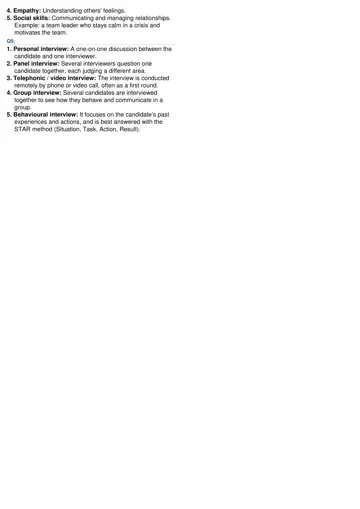 4. Empathy: Understanding others' feelings.
5. Social skills: Communicating and managing relationships.
Example: a team leader who stays calm in a crisis and
motivates the team.
Q9.
1. Personal interview: A one-on-one discussion between the
candidate and one interviewer.
2. Panel interview: Several interviewers question one
candidate together, each judging a different area.
3. Telephonic / video interview: The interview is conducted
remotely by phone or video call, often as a first round.
4. Group interview: Several candidates are interviewed
together to see how they behave and communicate in a
group.
5. Behavioural interview: It focuses on the candidate's past
experiences and actions, and is best answered with the
STAR method (Situation, Task, Action, Result).